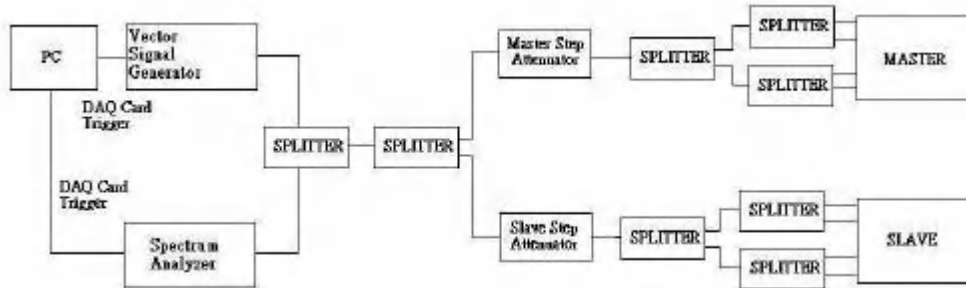 PC
Vector
Signal
Generator
DAQ Card
Trigger
DAQ Card
Trigger
Spectrum
Analyzer
SPLITTER
SPLITTER
Master Step
Attenuator
SPLITTER
SPLITTER
SPLITTER
MASTER
Slave Step
Attenuator
SPLITTER
SPLITTER
SPLITTER
SLAVE